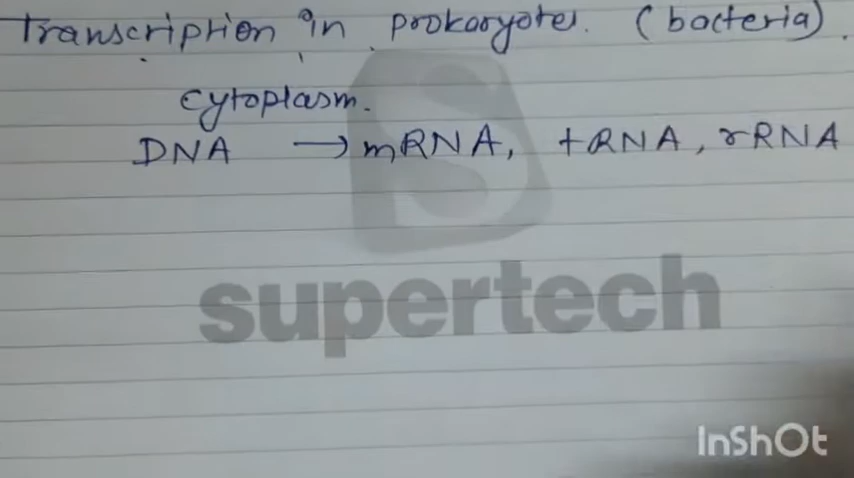 Transcription in prokaryotes. (bacteria).
Cytoplasm.
DNA → mRNA, tRNA, rRNA
supertech
InShOt